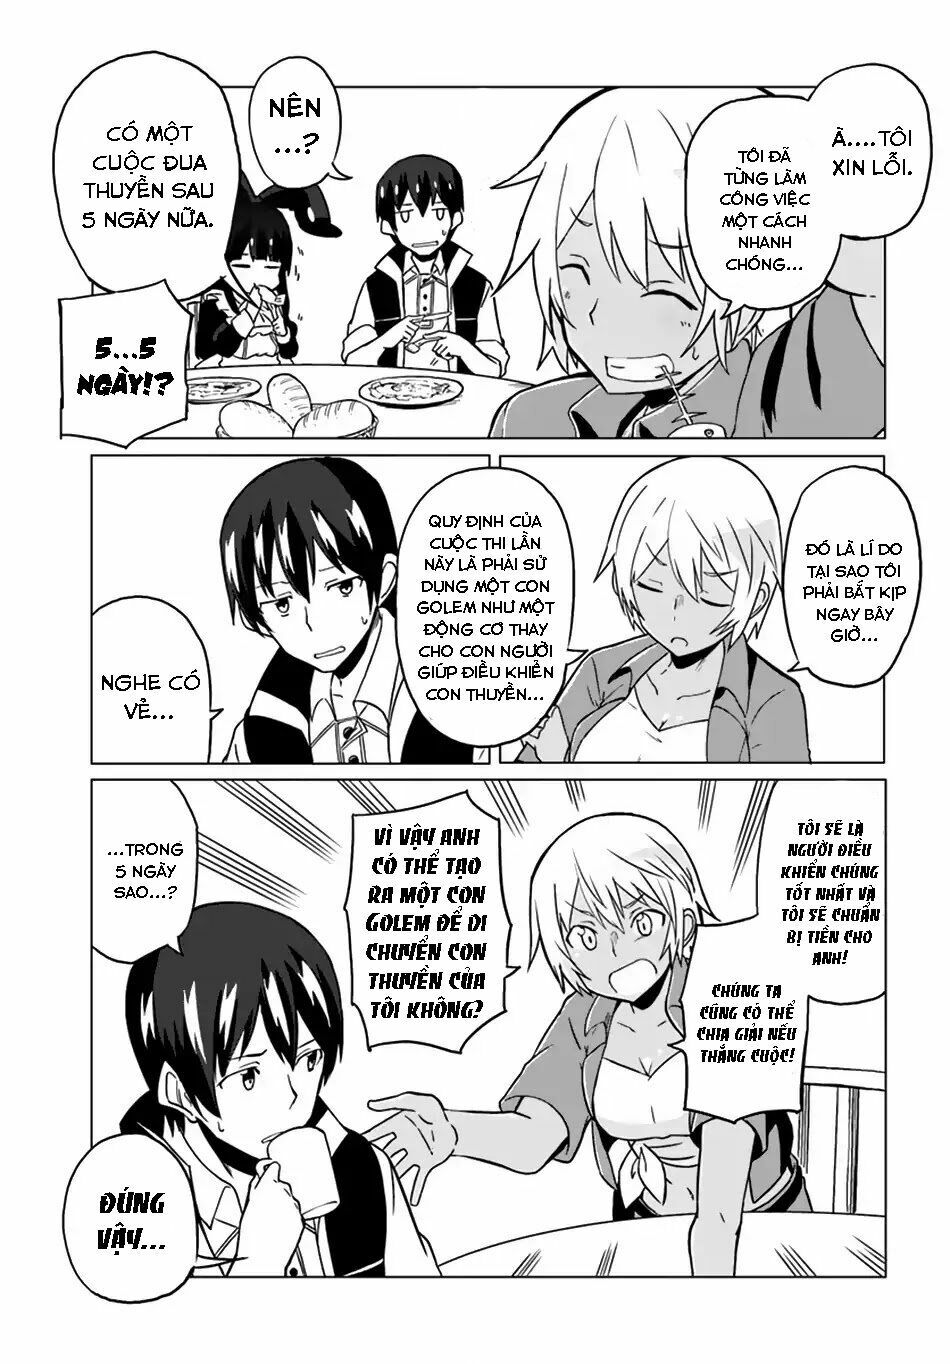 À....TÔI
XIN LỖI.
TÔI ĐÃ
TỪNG LÀM
CÔNG VIỆC
MỘT CÁCH
NHANH
CHÓNG...
NÊN
...?
CÓ MỘT
CUỘC ĐUA
THUYỀN SAU
5 NGÀY NỮA.
5...5
NGÀY!?
ĐÓ LÀ LÍ DO
TẠI SAO TÔI
PHẢI BẮT KỊP
NGAY BÂY
GIỜ...
QUY ĐỊNH CỦA
CUỘC THI LẦN
NÀY LÀ PHẢI SỬ
DỤNG MỘT CON
GOLEM NHƯ MỘT
ĐỘNG CƠ THAY
CHO CON NGƯỜI
GIÚP ĐIỀU KHIỂN
CON THUYỀN...
NGHE CÓ
VẺ...
TÔI SẼ LÀ
NGƯỜI ĐIỀU
KHIỂN CHÚNG
TỐT NHẤT VÀ
TÔI SẼ CHUẨN
BỊ TIỀN CHO
ANH!
CHÚNG TA
CŨNG CÓ THỂ
CHIA GIẢI NẾU
THẮNG CUỘC!
VÌ VẬY ANH
CÓ THỂ TẠO
RA MỘT CON
GOLEM ĐỂ DI
CHUYỂN CON
THUYỀN CỦA
TÔI KHÔNG?
...TRONG
5 NGÀY
SAO...?
ĐÚNG
VẬY...